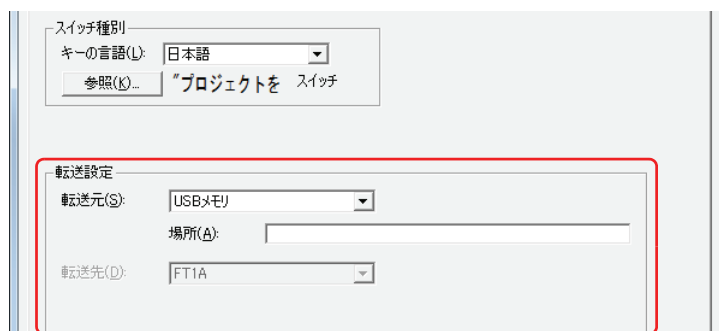 スイッチ種別
キーの言語(L): 日本語
参照(K)... ”プロジェクトを スイッチ
転送設定
転送元(S): USBメモリ
場所(A):
転送先(D): FT1A